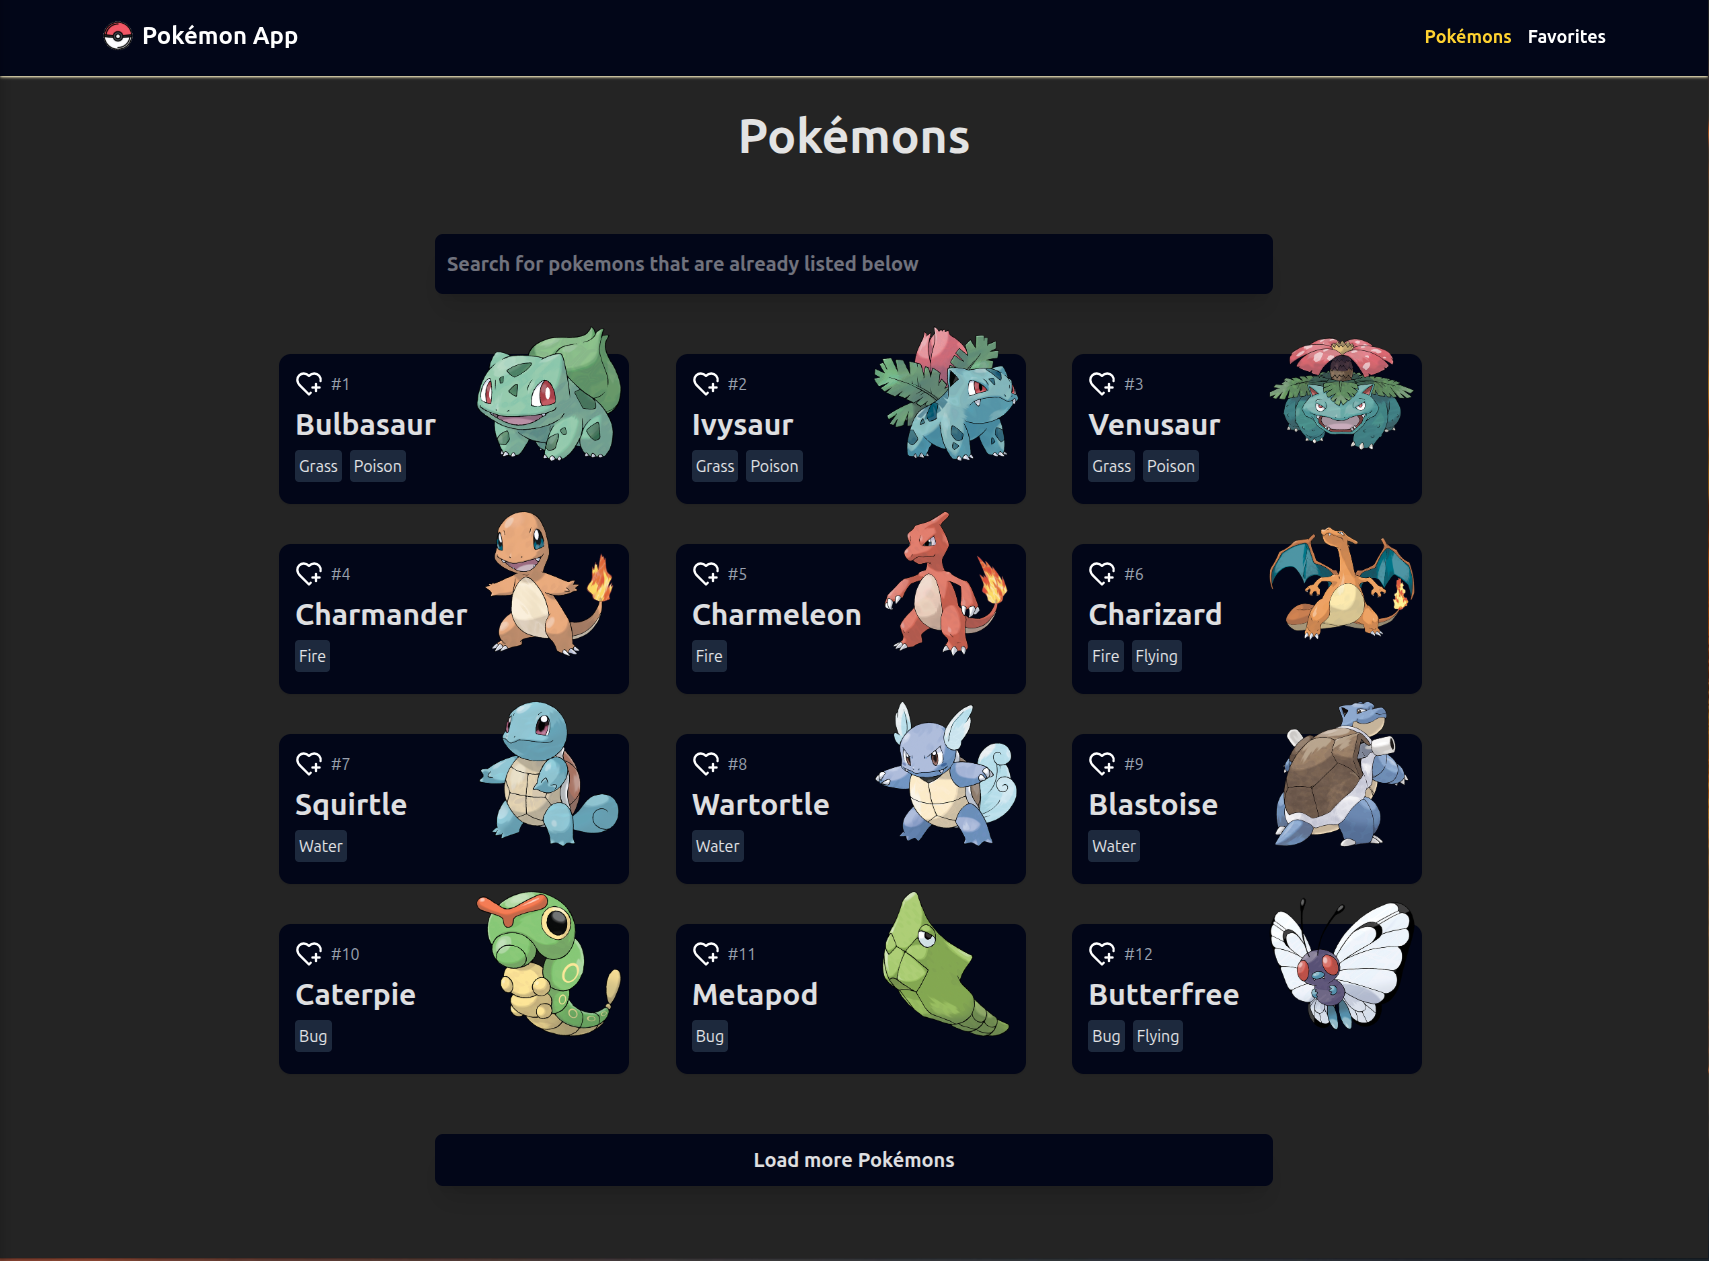 Pokémon App
Pokémons Favorites
Pokémons
Search for pokemons that are already listed below
#1
Bulbasaur
Grass Poison
#2
Ivysaur
Grass Poison
#3
Venusaur
Grass Poison
#4
Charmander
Fire
#5
Charmeleon
Fire
#6
Charizard
Fire Flying
#7
Squirtle
Water
#8
Wartortle
Water
#9
Blastoise
Water
#10
Caterpie
Bug
#11
Metapod
Bug
#12
Butterfree
Bug Flying
Load more Pokémons